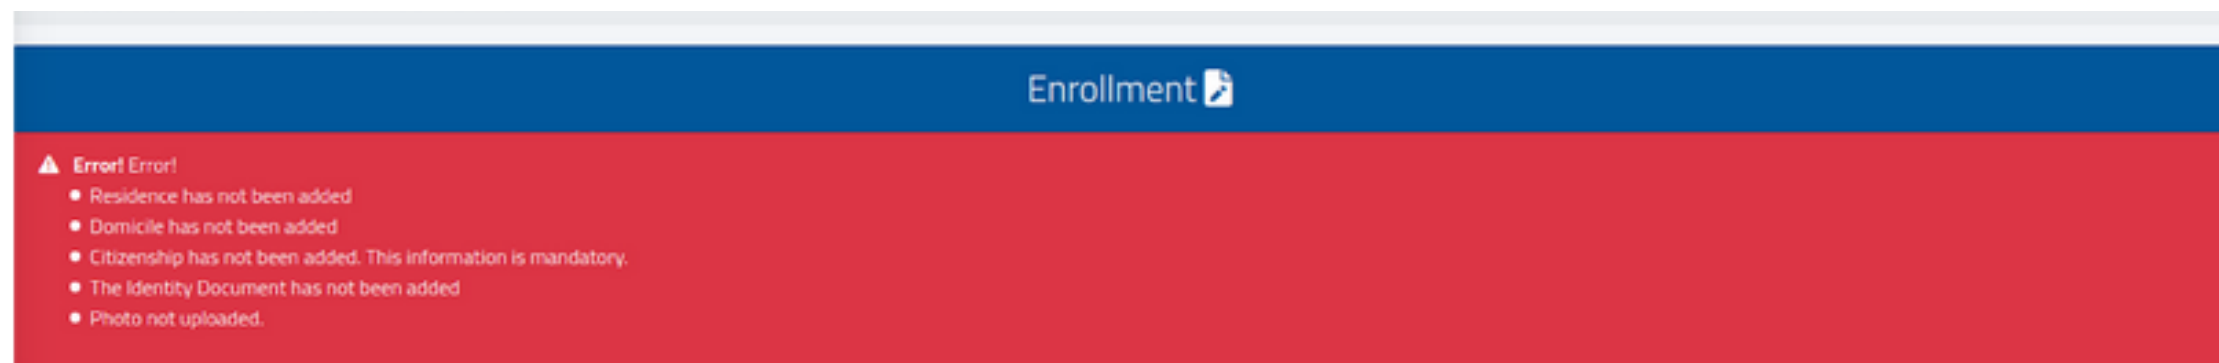 Enrollment
Error! Error!
Residence has not been added
Domicile has not been added
Citizenship has not been added. This information is mandatory.
The Identity Document has not been added
Photo not uploaded.